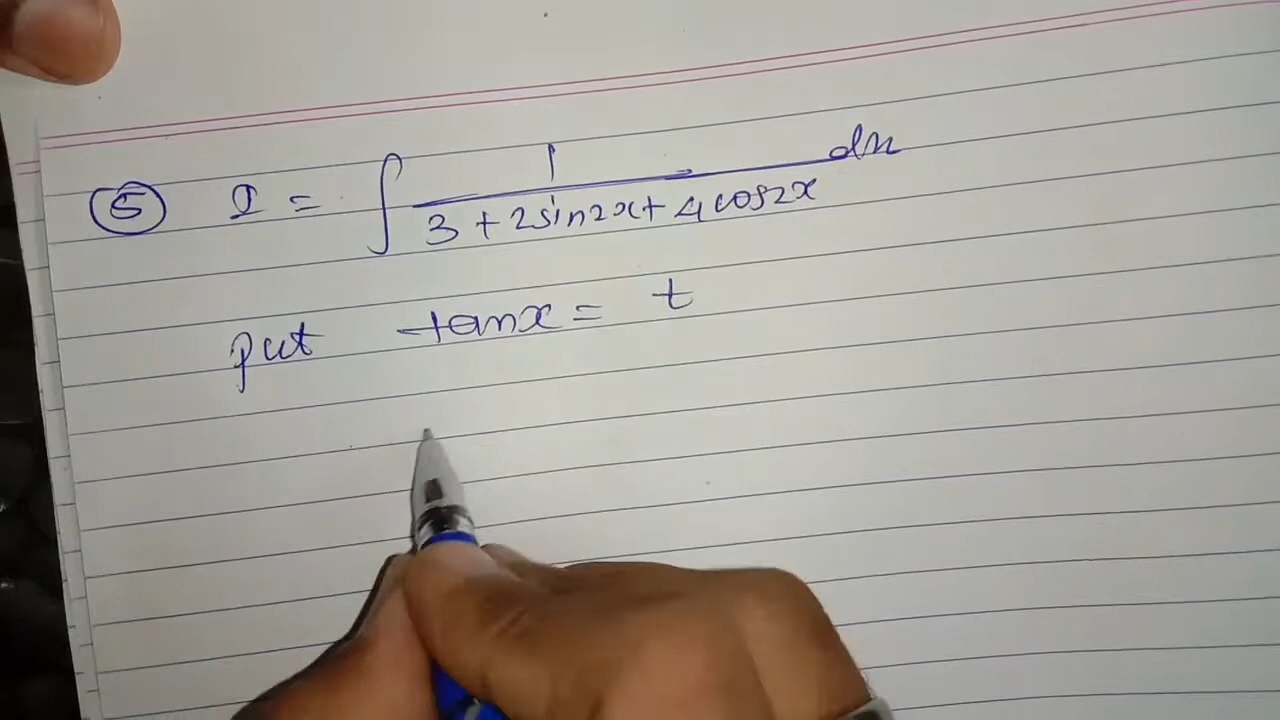 ⑤ I = ∫ 1 / (3 + 2sin2x + 4cos2x) dx
put tanx = t